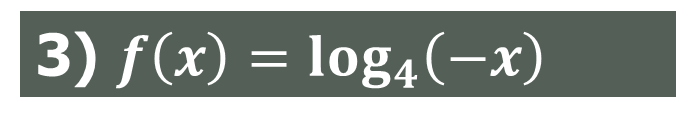 3) f(x) = log₄(−x)